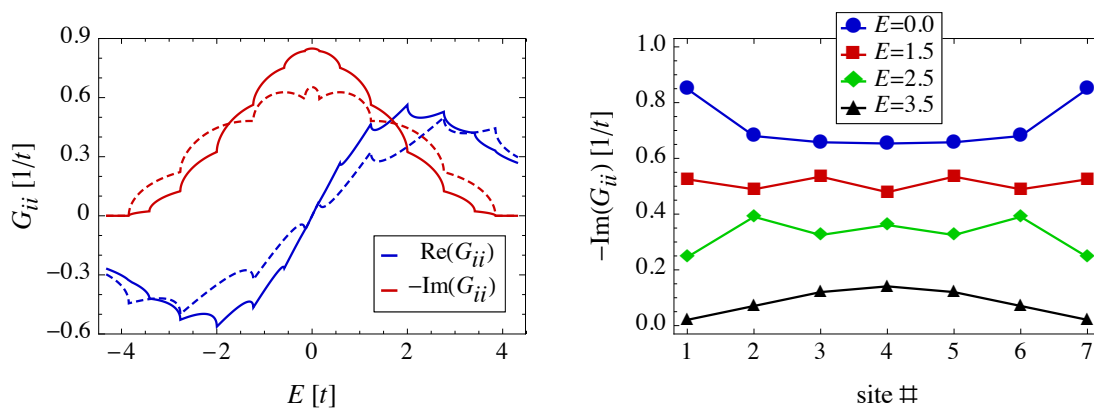 0.9
0.6
0.3
0
−0.3
−0.6
G_ii [1/t]
Re(G_ii)
−Im(G_ii)
−4 −2 0 2 4
E [t]
E=0.0
E=1.5
E=2.5
E=3.5
1.0
0.8
0.6
0.4
0.2
0.0
−Im(G_ii) [1/t]
1 2 3 4 5 6 7
site #